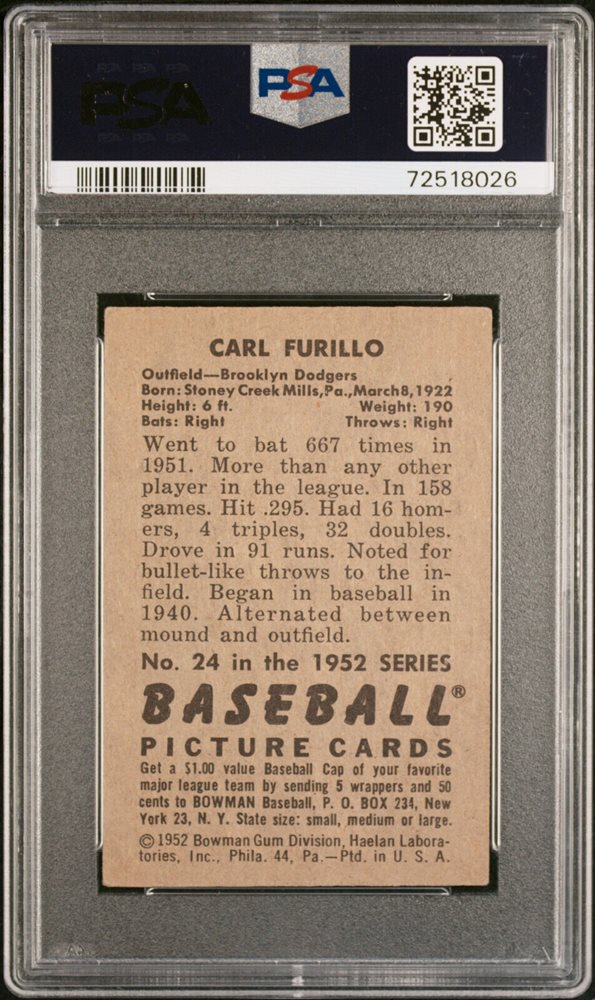 PSA
PSA
72518026
CARL FURILLO
Outfield—Brooklyn Dodgers
Born: Stoney Creek Mills, Pa., March 8, 1922
Height: 6 ft. Weight: 190
Bats: Right Throws: Right
Went to bat 667 times in
1951. More than any other
player in the league. In 158
games. Hit .295. Had 16 hom-
ers, 4 triples, 32 doubles.
Drove in 91 runs. Noted for
bullet-like throws to the in-
field. Began in baseball in
1940. Alternated between
mound and outfield.
No. 24 in the 1952 SERIES
BASEBALL®
PICTURE CARDS
Get a $1.00 value Baseball Cap of your favorite
major league team by sending 5 wrappers and 50
cents to BOWMAN Baseball, P. O. BOX 234, New
York 23, N. Y. State size: small, medium or large.
©1952 Bowman Gum Division, Haelan Labora-
tories, Inc., Phila. 44, Pa.—Ptd. in U. S. A.